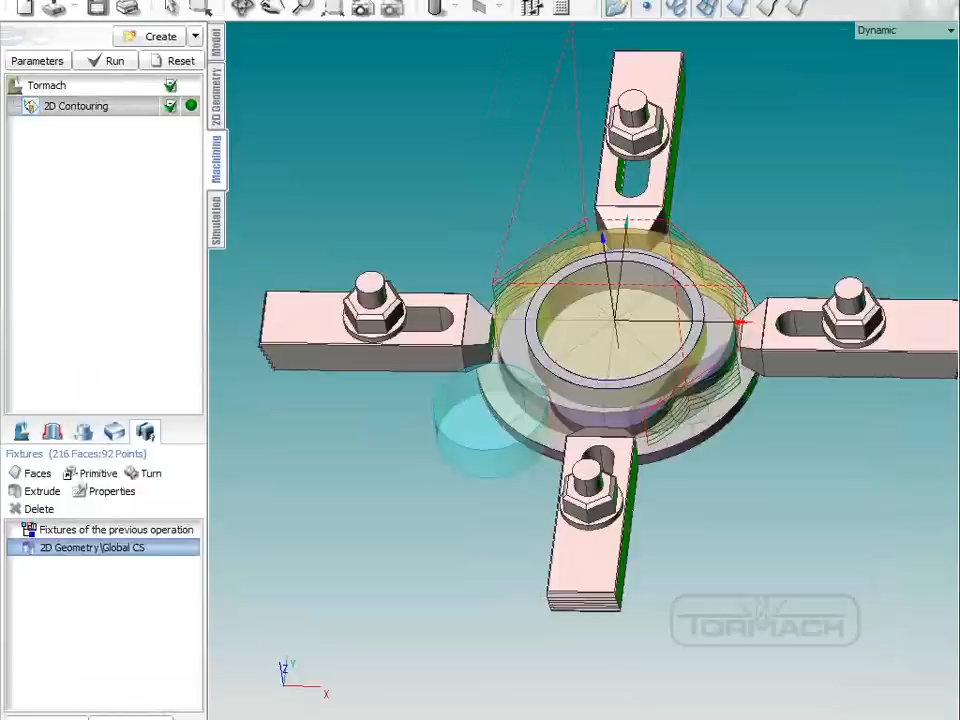 Create
Dynamic
Parameters Run Reset
Tormach
2D Contouring
Model
2D Geometry
Machining
Simulation
Fixtures (216 Faces;92 Points)
Faces Primitive Turn
Extrude Properties
Delete
Fixtures of the previous operation
2D Geometry\Global CS
TORMACH
Z Y
X